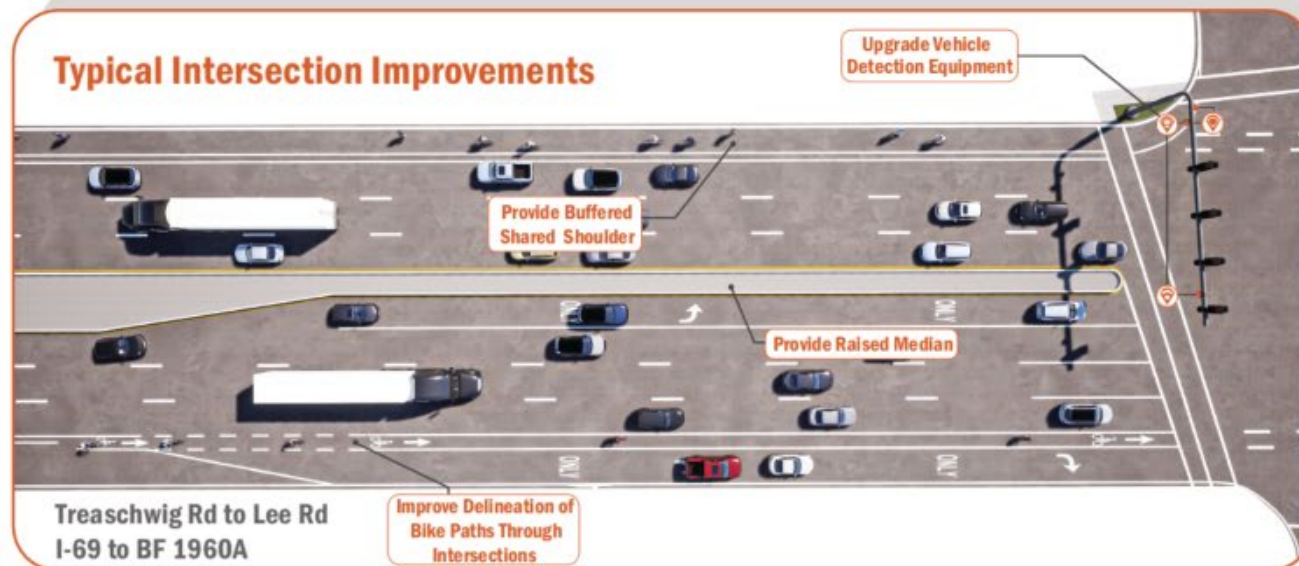 Typical Intersection Improvements
Upgrade Vehicle
Detection Equipment
Provide Buffered
Shared Shoulder
ONLY
ONLY
Provide Raised Median
ONLY
ONLY
Improve Delineation of
Bike Paths Through
Intersections
Treaschwig Rd to Lee Rd
I-69 to BF 1960A